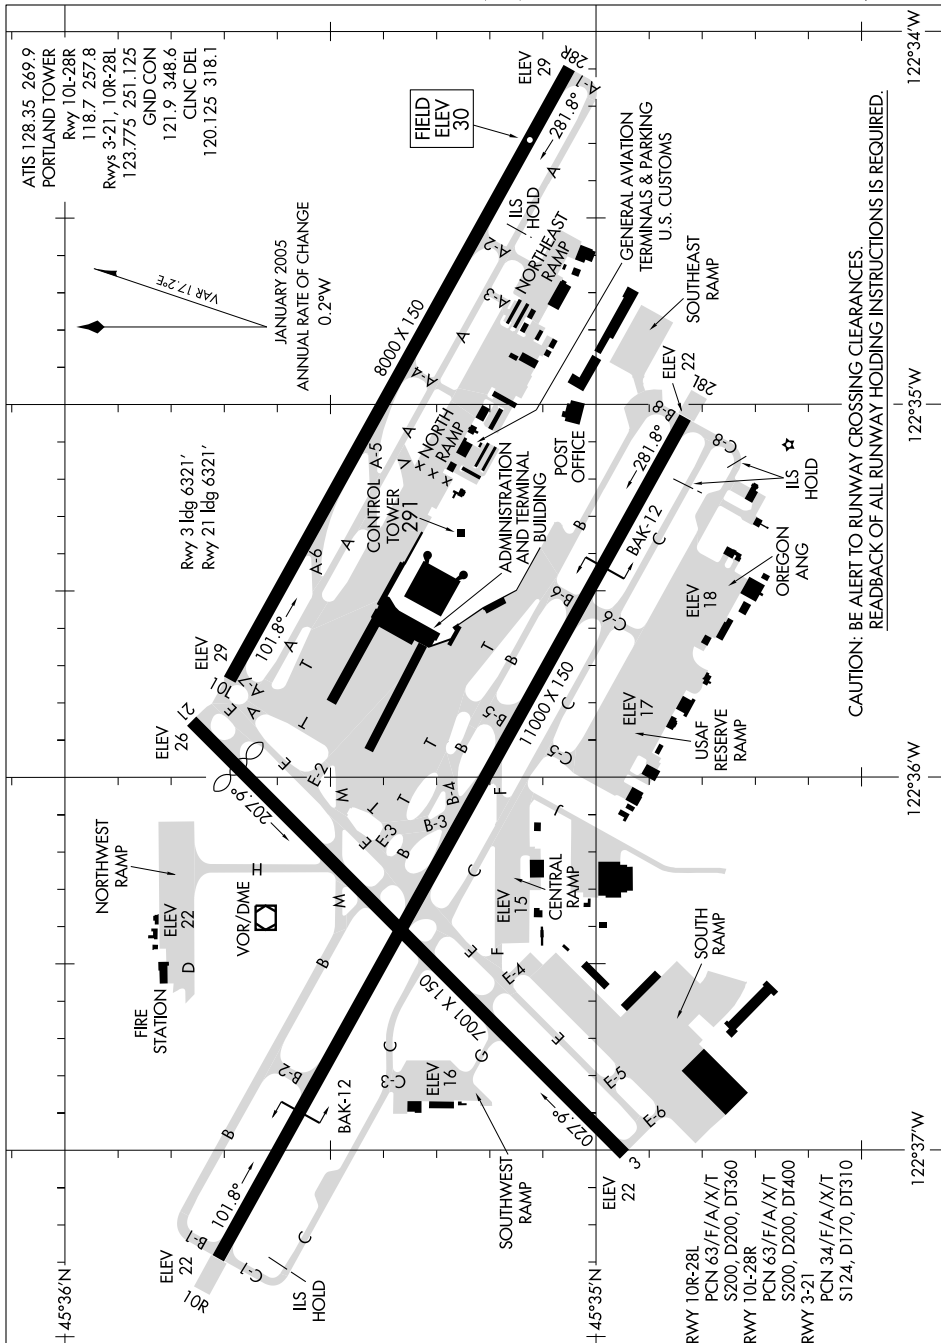 ATIS 128.35 269.9
PORTLAND TOWER
Rwy 10L-28R
118.7 257.8
Rwys 3-21, 10R-28L
123.775 251.125
GND CON
121.9 348.6
CLNC DEL
120.125 318.1
VAR 17.2°E
JANUARY 2005
ANNUAL RATE OF CHANGE
0.2°W
FIELD
ELEV
30
ELEV
29
28R
A-1
281.8°
A
ILS
HOLD
A-2
NORTHEAST
RAMP
A-3
GENERAL AVIATION
TERMINALS & PARKING
U.S. CUSTOMS
SOUTHEAST
RAMP
8000 X 150
A
A-4
A
NORTH
RAMP
V
X
X
X
A-5
POST
OFFICE
ELEV
22
28L
B-8
281.8°
C-8
ILS
HOLD
Rwy 3 ldg 6321'
Rwy 21 ldg 6321'
CONTROL
TOWER
291
ADMINISTRATION
AND TERMINAL
BUILDING
A-6
A
B
BAK-12
C
B-6
C-6
ELEV
18
OREGON
ANG
CAUTION: BE ALERT TO RUNWAY CROSSING CLEARANCES.
READBACK OF ALL RUNWAY HOLDING INSTRUCTIONS IS REQUIRED.
ELEV
29
101.8°
10L
A-7
A
T
E
A
T
B
11000 X 150
C
ELEV
17
USAF
RESERVE
RAMP
21
ELEV
26
207.9°
E
E-2
T
B-5
B
C-5
M
T
T
B-4
F
J
E
E-3
B
B-3
NORTHWEST
RAMP
H
ELEV
22
VOR/DME
M
C
ELEV
15
CENTRAL
RAMP
D
FIRE
STATION
B
E
F
E-4
SOUTH
RAMP
7001 X 150
C
G
E
B-2
C-3
ELEV
16
E-5
E-6
BAK-12
B
027.9°
3
ELEV
22
SOUTHWEST
RAMP
101.8°
B-1
ELEV
22
10R
C-1
C
ILS
HOLD
RWY 10R-28L
PCN 63/F/A/X/T
S200, D200, DT360
RWY 10L-28R
PCN 63/F/A/X/T
S200, D200, DT400
RWY 3-21
PCN 34/F/A/X/T
S124, D170, DT310
45°36'N
45°35'N
122°34'W
122°35'W
122°36'W
122°37'W